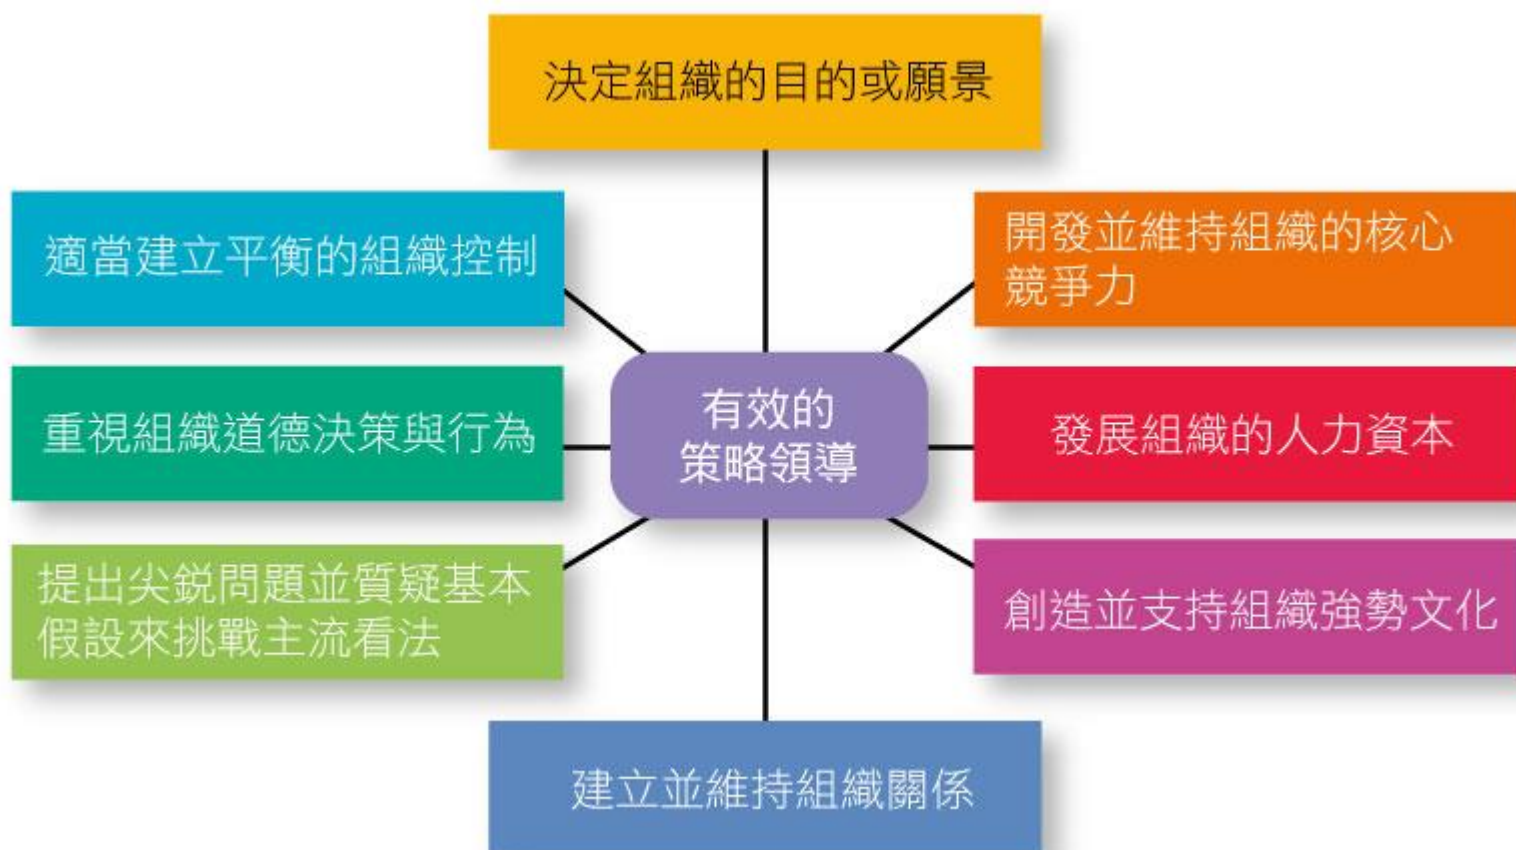 決定組織的目的或願景
適當建立平衡的組織控制
開發並維持組織的核心
競爭力
重視組織道德決策與行為
有效的
策略領導
發展組織的人力資本
提出尖銳問題並質疑基本
假設來挑戰主流看法
創造並支持組織強勢文化
建立並維持組織關係